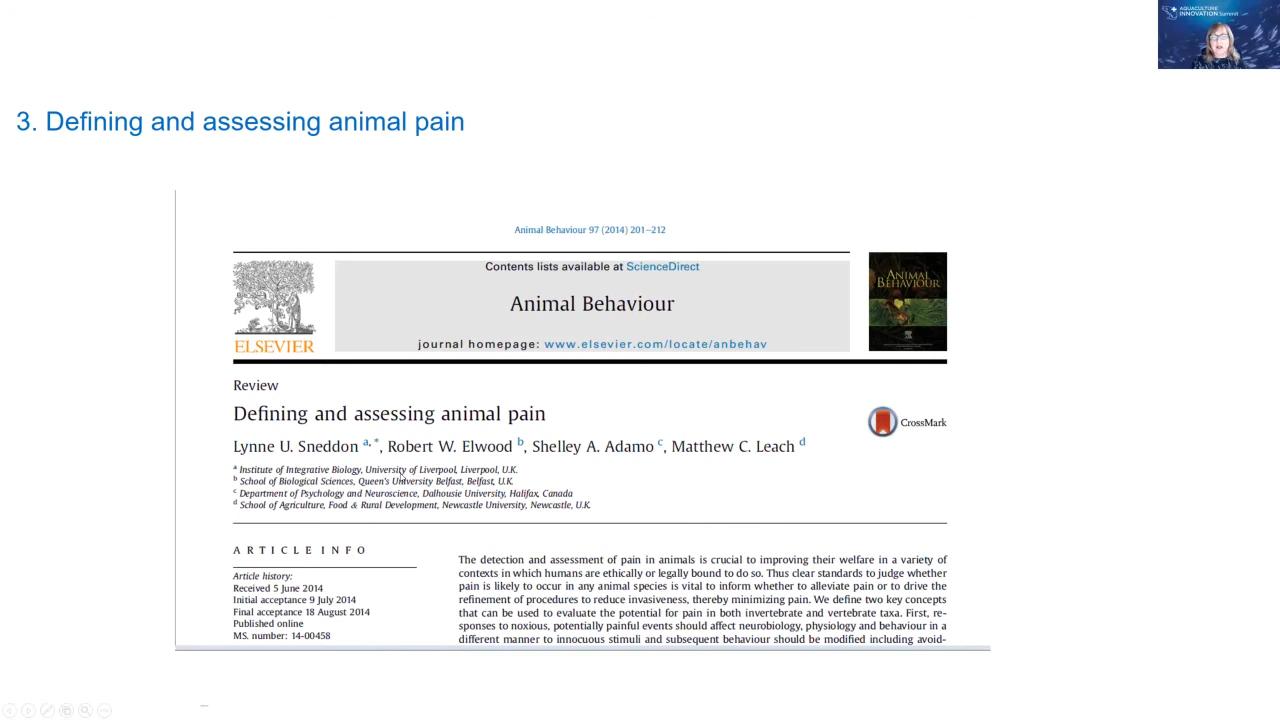 AQUACULTURE
INNOVATION Summit
3. Defining and assessing animal pain
Animal Behaviour 97 (2014) 201–212
Contents lists available at ScienceDirect
Animal Behaviour
journal homepage: www.elsevier.com/locate/anbehav
ELSEVIER
ANIMAL
BEHAVIOUR
Review
Defining and assessing animal pain
CrossMark
Lynne U. Sneddon a, *, Robert W. Elwood b, Shelley A. Adamo c, Matthew C. Leach d
a Institute of Integrative Biology, University of Liverpool, Liverpool, U.K.
b School of Biological Sciences, Queen's University Belfast, Belfast, U.K.
c Department of Psychology and Neuroscience, Dalhousie University, Halifax, Canada
d School of Agriculture, Food & Rural Development, Newcastle University, Newcastle, U.K.
ARTICLE INFO
Article history:
Received 5 June 2014
Initial acceptance 9 July 2014
Final acceptance 18 August 2014
Published online
MS. number: 14-00458
The detection and assessment of pain in animals is crucial to improving their welfare in a variety of
contexts in which humans are ethically or legally bound to do so. Thus clear standards to judge whether
pain is likely to occur in any animal species is vital to inform whether to alleviate pain or to drive the
refinement of procedures to reduce invasiveness, thereby minimizing pain. We define two key concepts
that can be used to evaluate the potential for pain in both invertebrate and vertebrate taxa. First, re-
sponses to noxious, potentially painful events should affect neurobiology, physiology and behaviour in a
different manner to innocuous stimuli and subsequent behaviour should be modified including avoid-